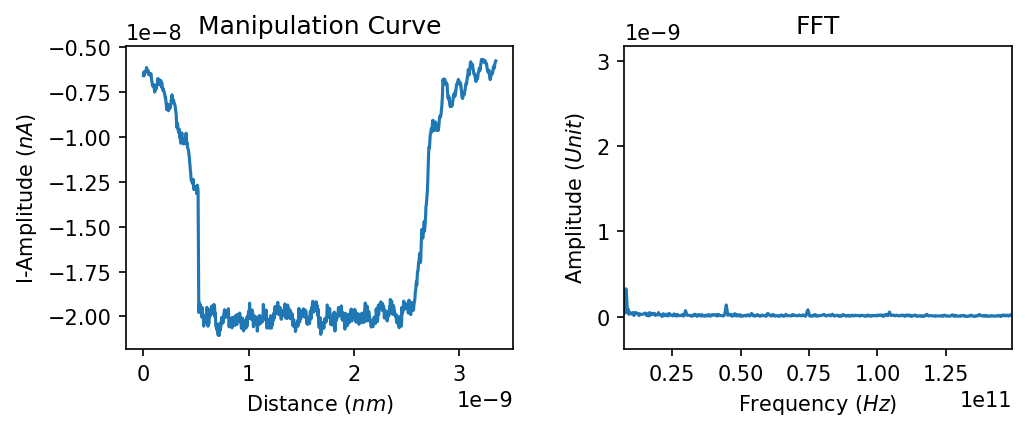 Manipulation Curve
1e−8
−0.50
−0.75
−1.00
−1.25
−1.50
−1.75
−2.00
I-Amplitude (nA)
0 1 2 3
1e−9
Distance (nm)
FFT
1e−9
3
2
1
0
Amplitude (Unit)
0.25 0.50 0.75 1.00 1.25
1e11
Frequency (Hz)